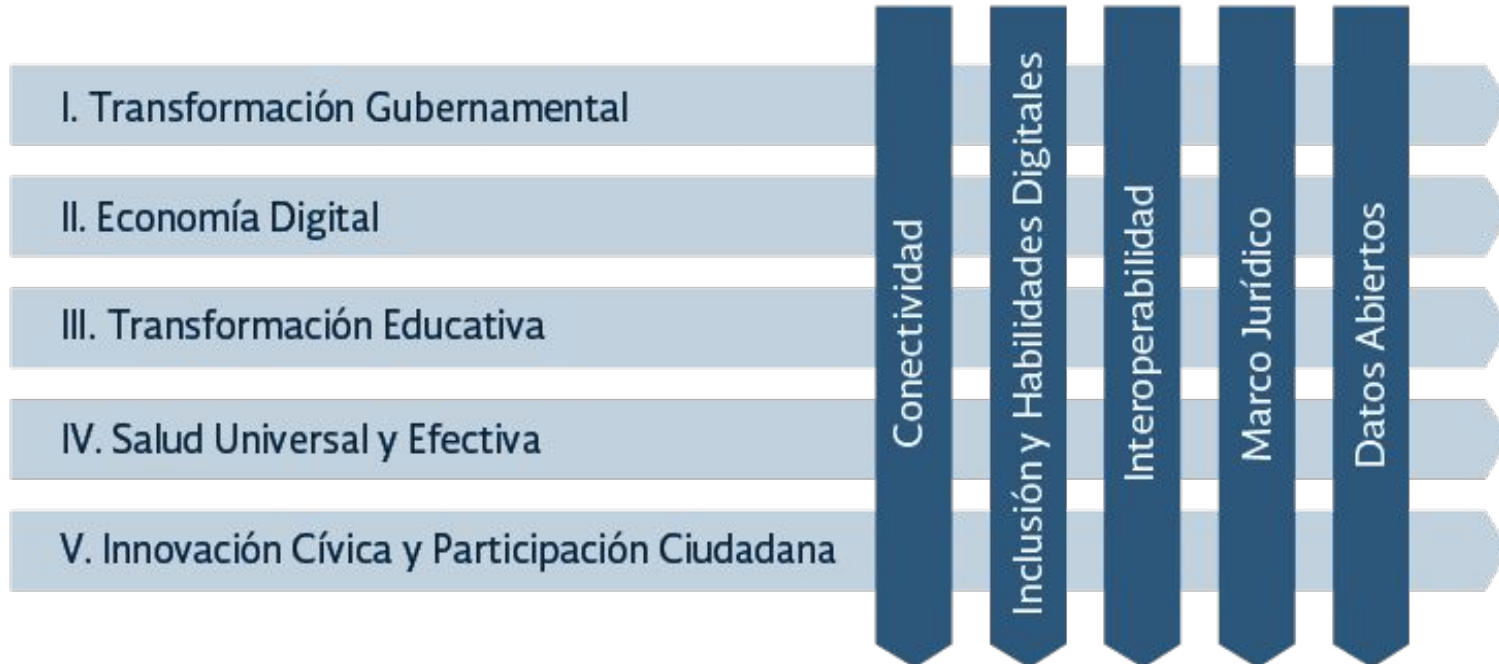 I. Transformación Gubernamental
II. Economía Digital
III. Transformación Educativa
IV. Salud Universal y Efectiva
V. Innovación Cívica y Participación Ciudadana
Conectividad
Inclusión y Habilidades Digitales
Interoperabilidad
Marco Jurídico
Datos Abiertos